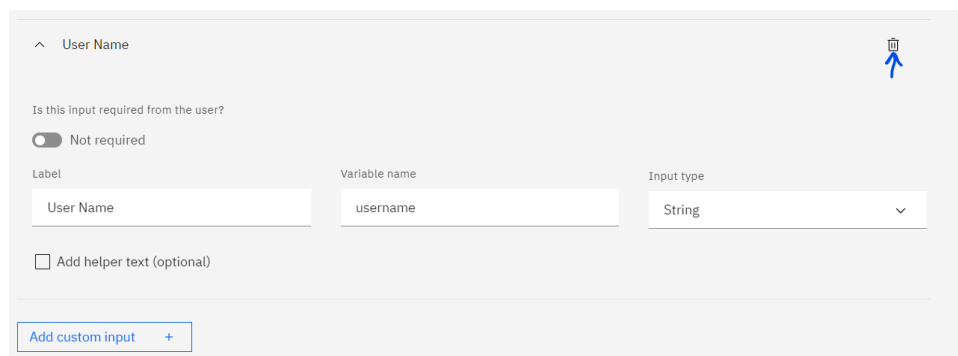 User Name
Is this input required from the user?
Not required
Label
Variable name
Input type
User Name
username
String
Add helper text (optional)
Add custom input +